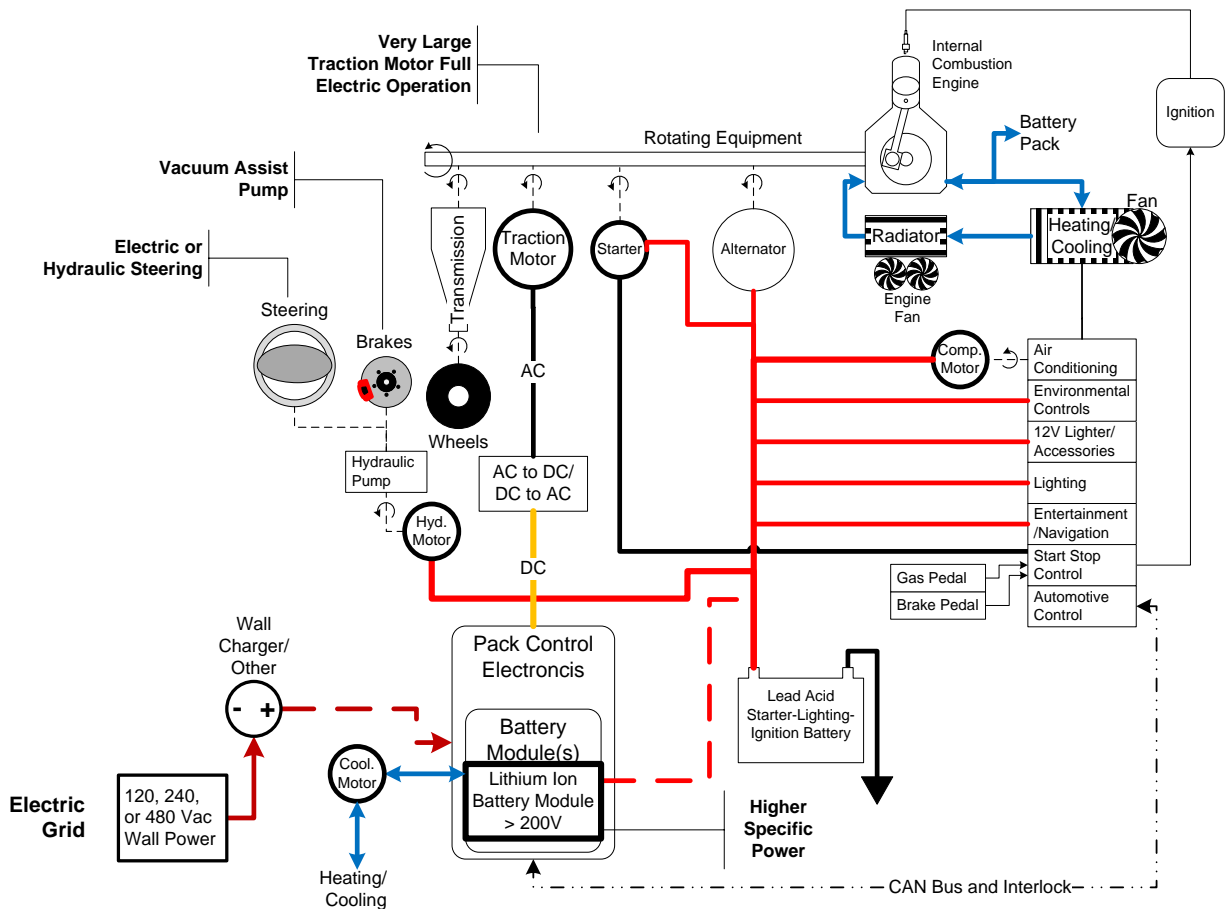 Very Large
Traction Motor Full
Electric Operation
Internal
Combustion
Engine
Ignition
Battery
Pack
Rotating Equipment
Vacuum Assist
Pump
Electric or
Hydraulic Steering
Transmission
Traction
Motor
Starter
Alternator
Radiator
Heating/
Cooling
Fan
Engine
Fan
Steering
Brakes
Wheels
AC
Comp.
Motor
Air
Conditioning
Environmental
Controls
12V Lighter/
Accessories
Lighting
Entertainment
/Navigation
Start Stop
Control
Automotive
Control
Gas Pedal
Brake Pedal
Hydraulic
Pump
AC to DC/
DC to AC
Hyd.
Motor
DC
Wall
Charger/
Other
- +
Pack Control
Electroncis
Battery
Module(s)
Lithium Ion
Battery Module
> 200V
Lead Acid
Starter-Lighting-
Ignition Battery
Cool.
Motor
Electric
Grid
120, 240,
or 480 Vac
Wall Power
Heating/
Cooling
Higher
Specific
Power
CAN Bus and Interlock